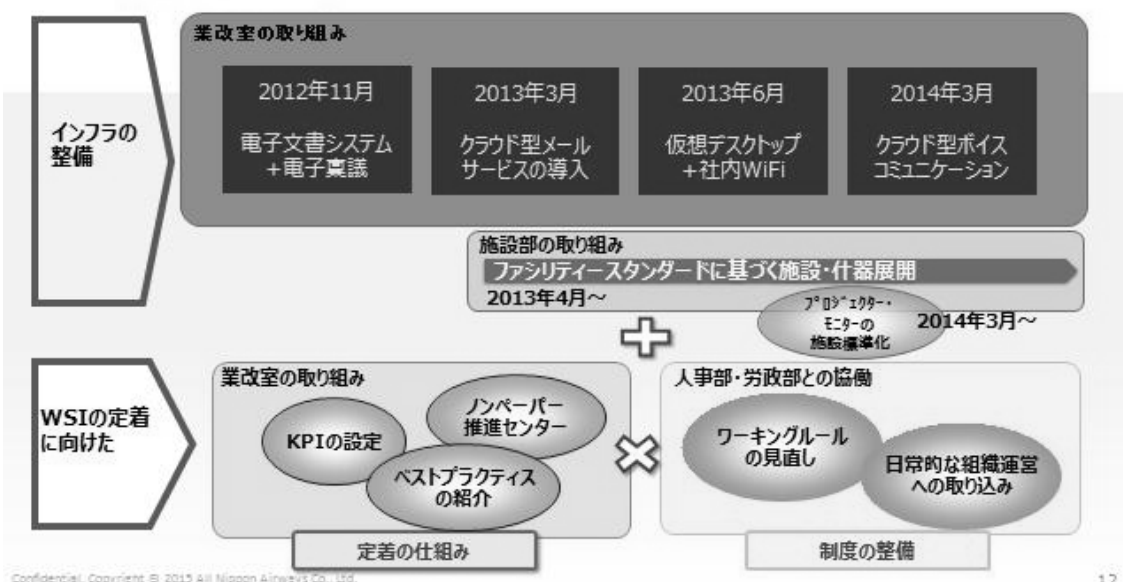 業改室の取り組み
インフラの
整備
2012年11月
電子文書システム
+電子稟議
2013年3月
クラウド型メール
サービスの導入
2013年6月
仮想デスクトップ
+社内WiFi
2014年3月
クラウド型ボイス
コミュニケーション
施設部の取り組み
ファシリティースタンダードに基づく施設・什器展開
2013年4月~
プロジェクター・
モニターの
施設標準化
2014年3月~
WSIの定着
に向けた
業改室の取り組み
KPIの設定
ノンペーパー
推進センター
ベストプラクティス
の紹介
定着の仕組み
人事部・労政部との協働
ワーキングルール
の見直し
日常的な組織運営
への取り込み
制度の整備
Confidential. Copyright © 2015 All Nippon Airways Co., Ltd.
12